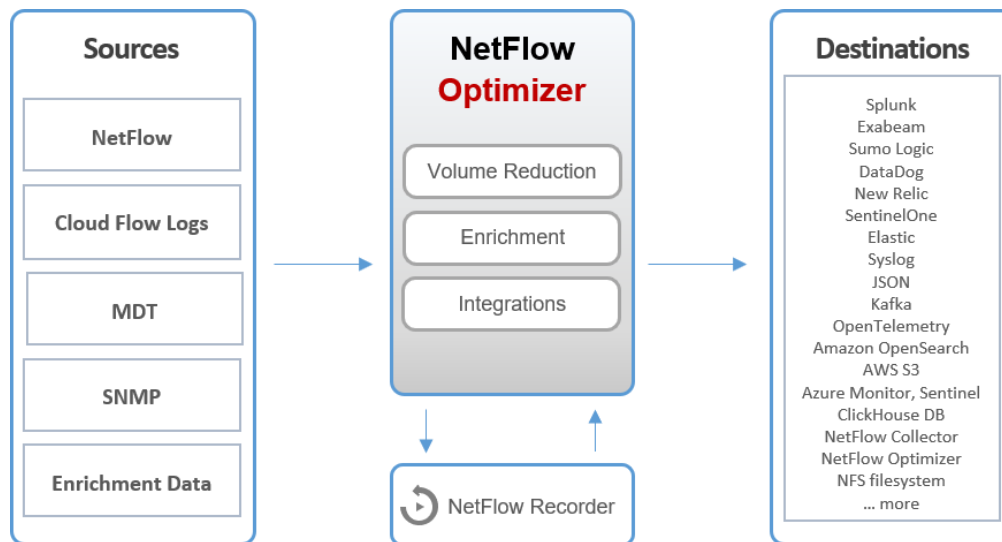 Sources
NetFlow
Cloud Flow Logs
MDT
SNMP
Enrichment Data
NetFlow
Optimizer
Volume Reduction
Enrichment
Integrations
NetFlow Recorder
Destinations
Splunk
Exabeam
Sumo Logic
DataDog
New Relic
SentinelOne
Elastic
Syslog
JSON
Kafka
OpenTelemetry
Amazon OpenSearch
AWS S3
Azure Monitor, Sentinel
ClickHouse DB
NetFlow Collector
NetFlow Optimizer
NFS filesystem
... more